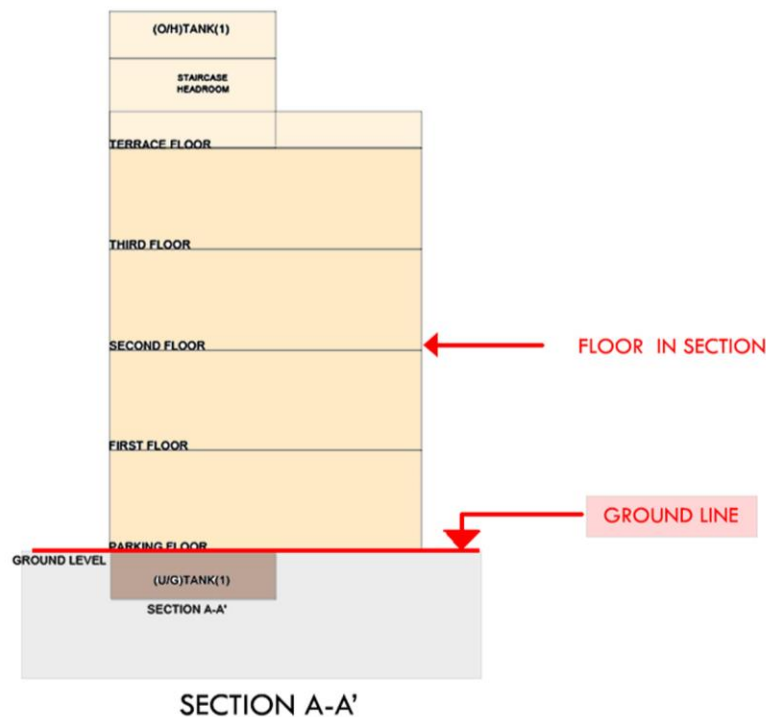 (O/H)TANK(1)
STAIRCASE
HEADROOM
TERRACE FLOOR
THIRD FLOOR
SECOND FLOOR
FLOOR IN SECTION
FIRST FLOOR
GROUND LINE
PARKING FLOOR
GROUND LEVEL
(U/G)TANK(1)
SECTION A-A'
SECTION A-A'